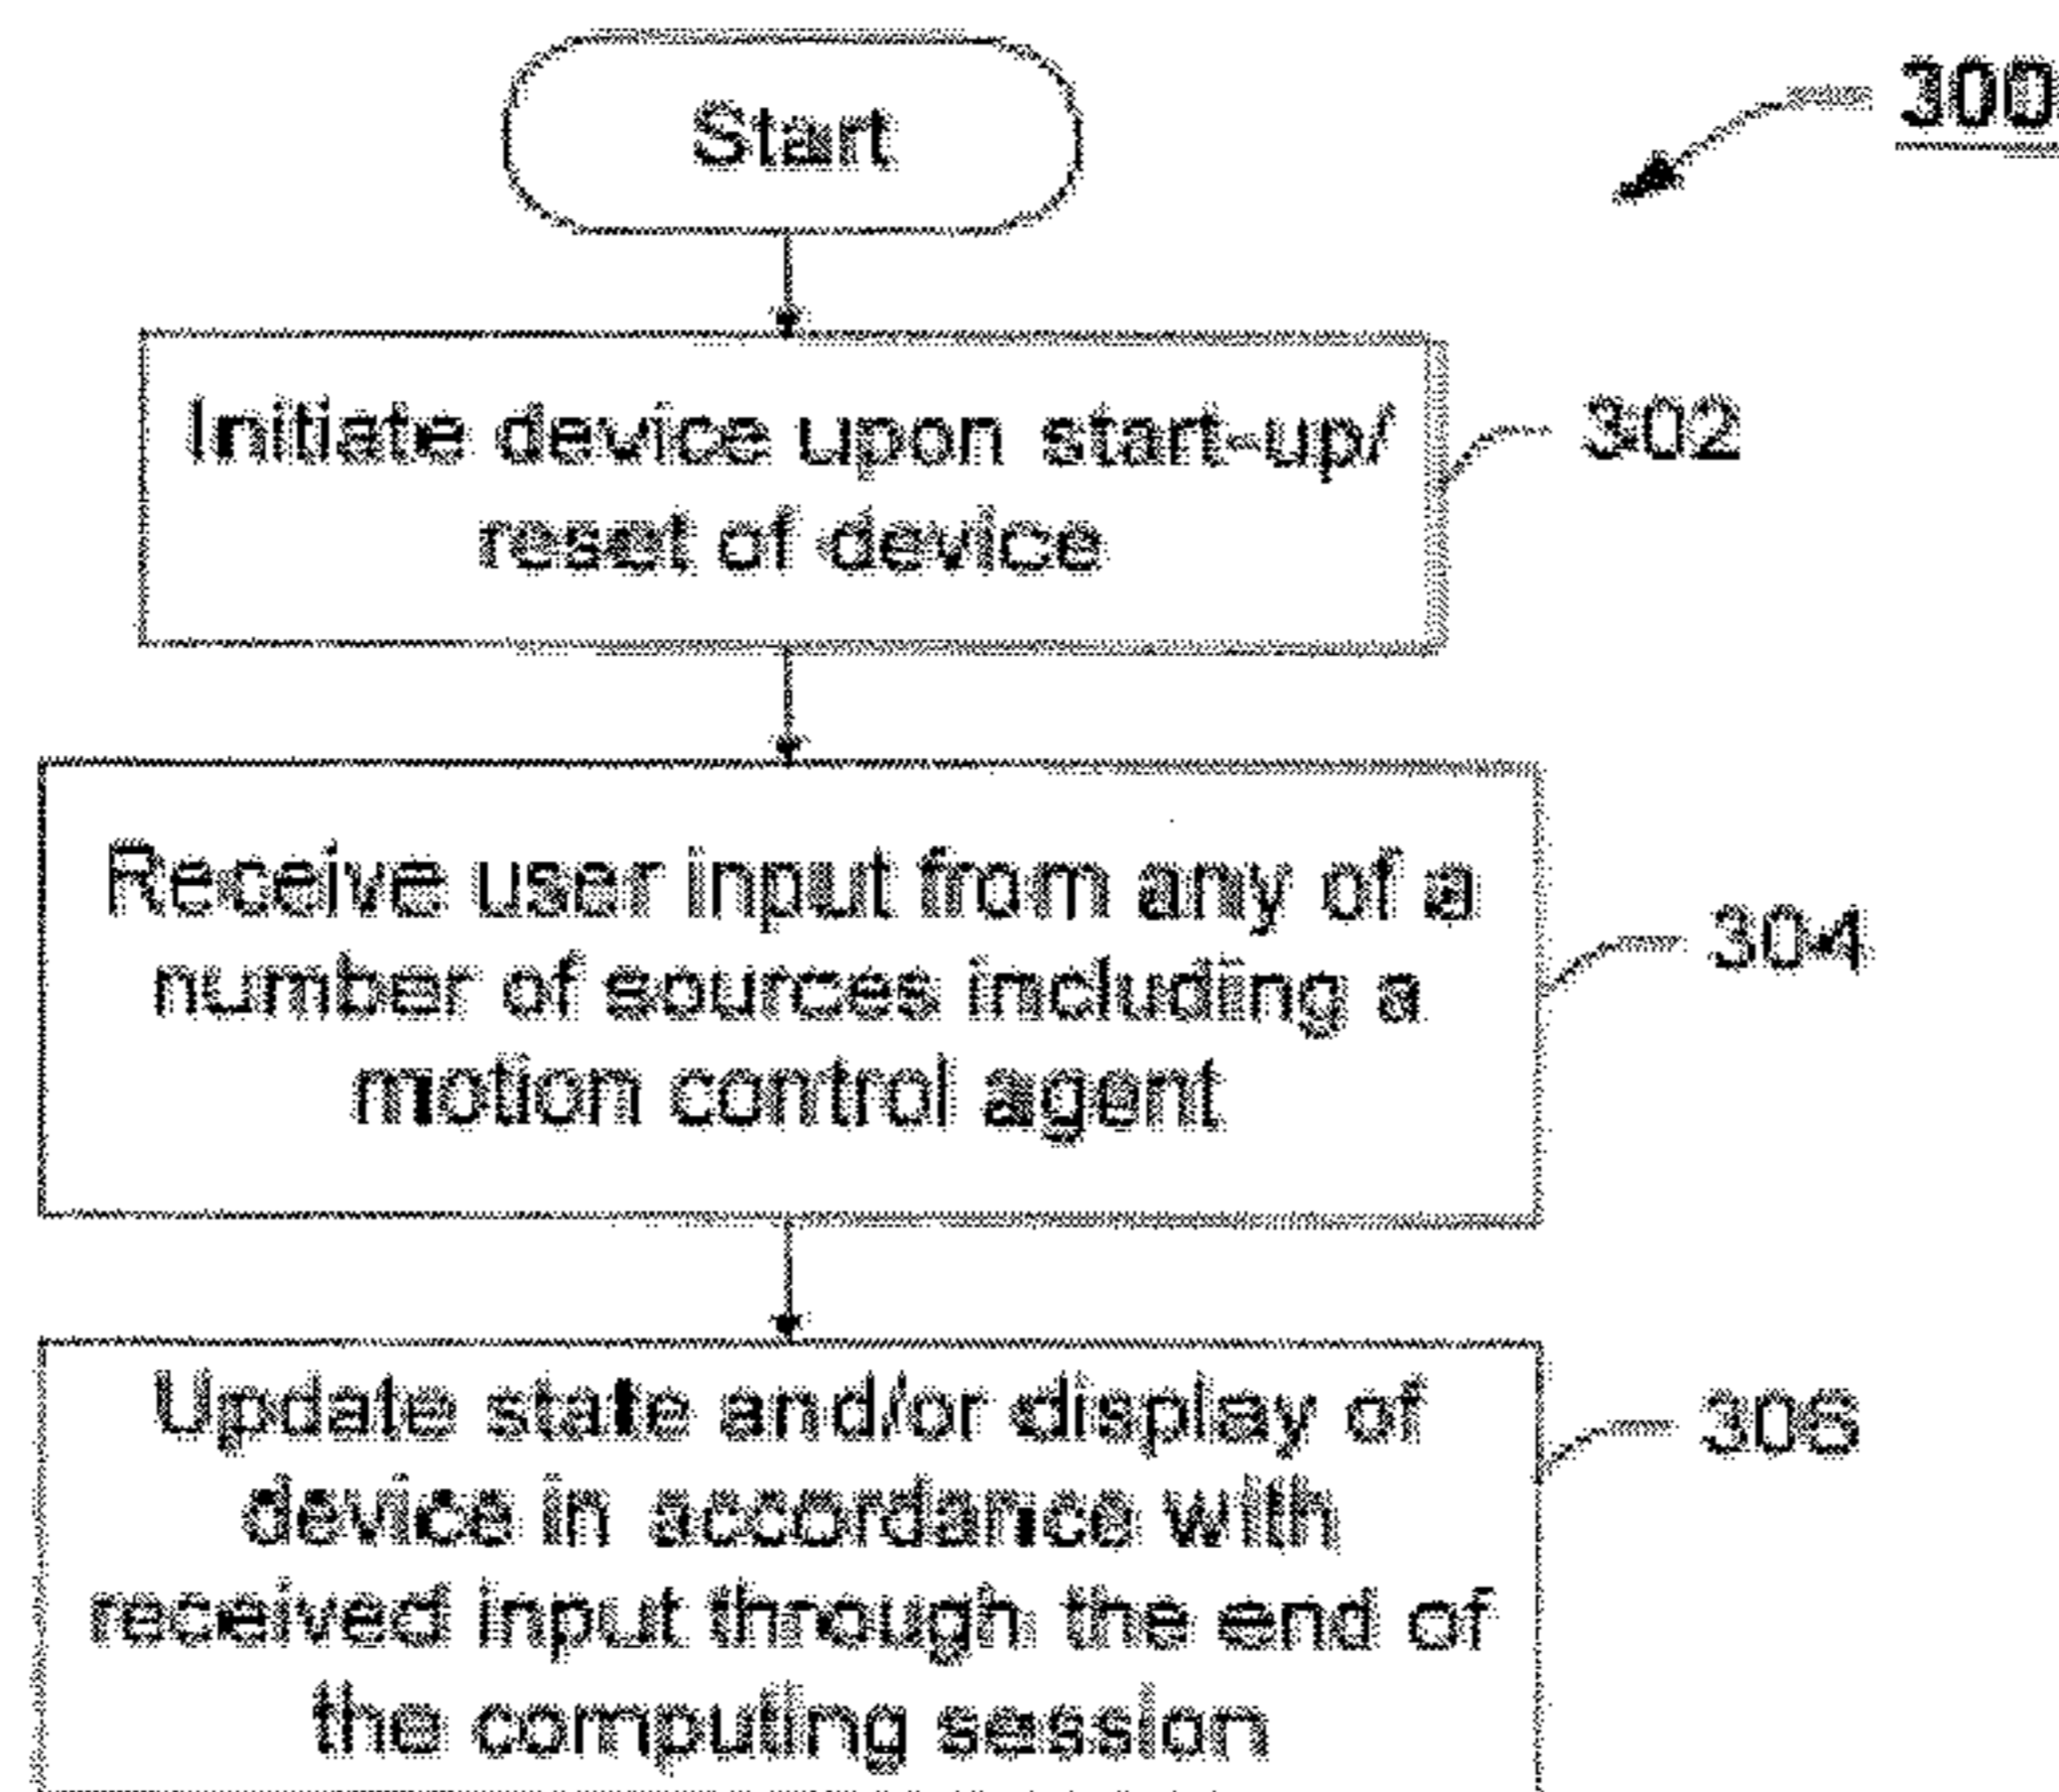 Start
300
Initiate device upon start-up/
reset of device
302
Receive user input from any of a
number of sources including a
motion control agent
304
Update state and/or display of
device in accordance with
received input through the end of
the computing session
306